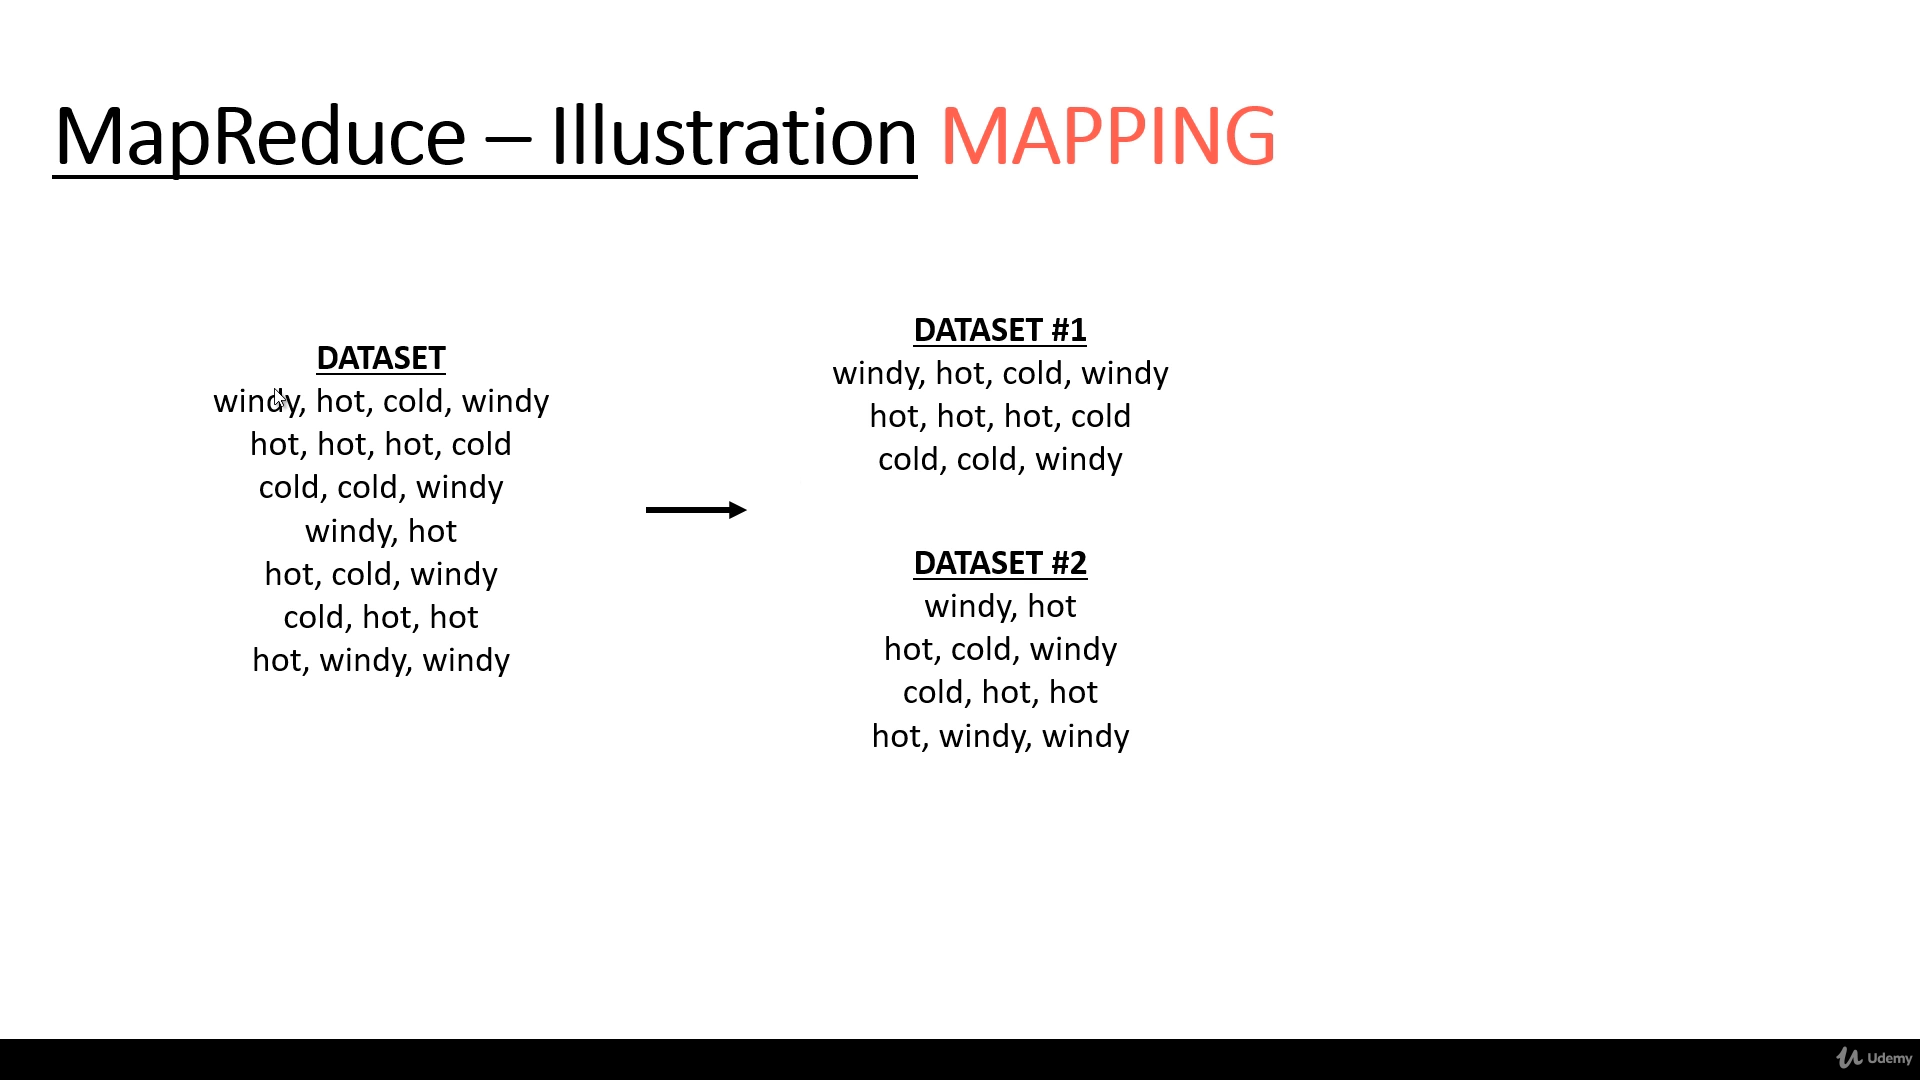 MapReduce – Illustration MAPPING
DATASET
windy, hot, cold, windy
hot, hot, hot, cold
cold, cold, windy
windy, hot
hot, cold, windy
cold, hot, hot
hot, windy, windy
DATASET #1
windy, hot, cold, windy
hot, hot, hot, cold
cold, cold, windy
DATASET #2
windy, hot
hot, cold, windy
cold, hot, hot
hot, windy, windy
Udemy